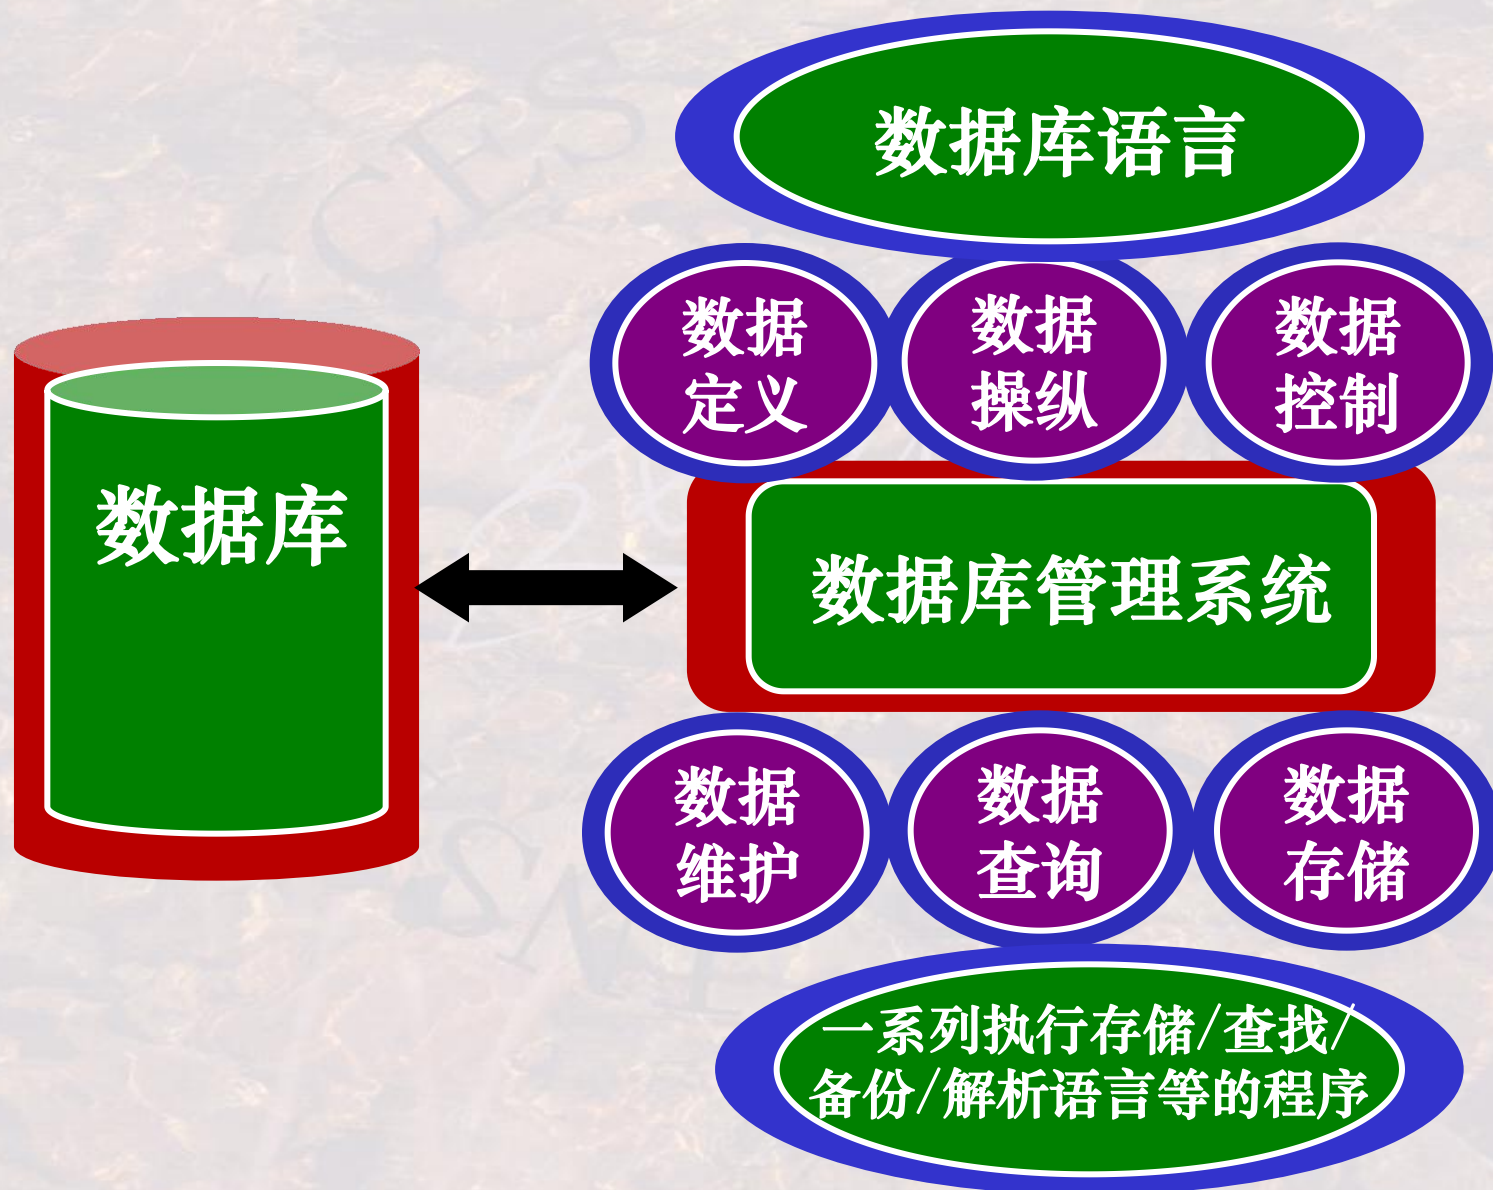 数据库语言
数据
定义
数据
操纵
数据
控制
数据库
数据库管理系统
数据
维护
数据
查询
数据
存储
一系列执行存储/查找/
备份/解析语言等的程序